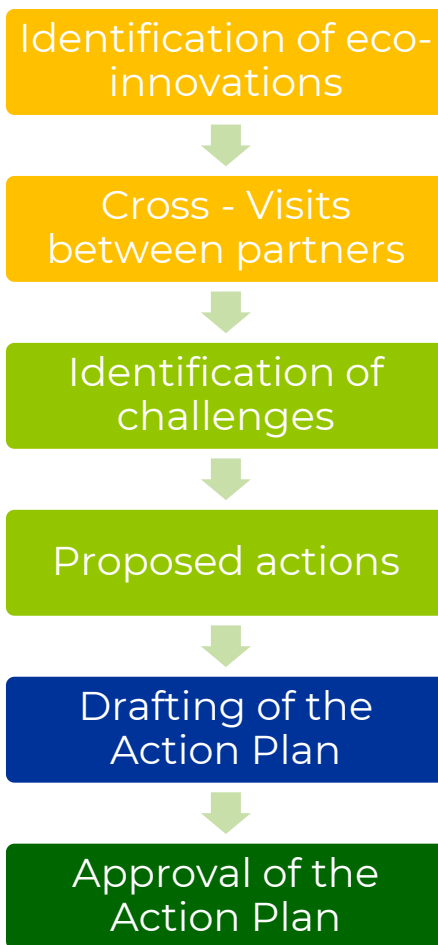 Identification of eco-
innovations
Cross - Visits
between partners
Identification of
challenges
Proposed actions
Drafting of the
Action Plan
Approval of the
Action Plan